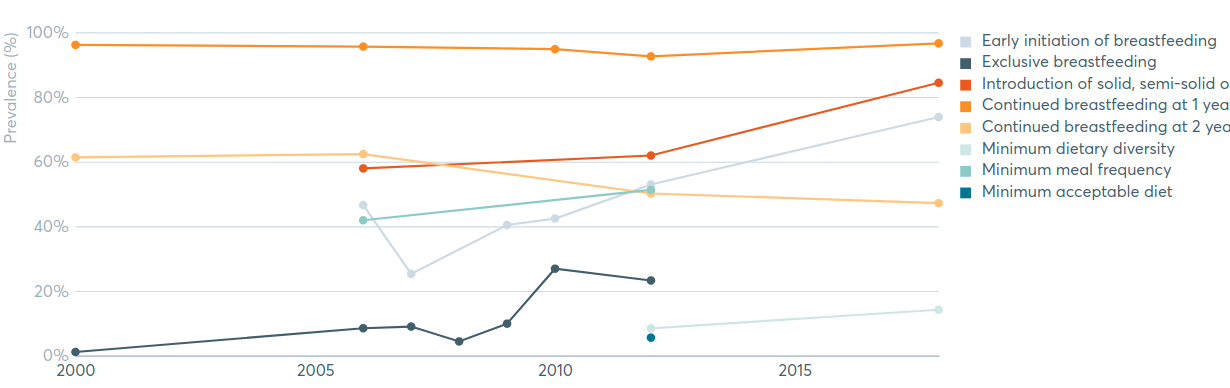 Prevalence (%)
100%
80%
60%
40%
20%
0%
2000 2005 2010 2015
Early initiation of breastfeeding
Exclusive breastfeeding
Introduction of solid, semi-solid o
Continued breastfeeding at 1 yea
Continued breastfeeding at 2 yea
Minimum dietary diversity
Minimum meal frequency
Minimum acceptable diet